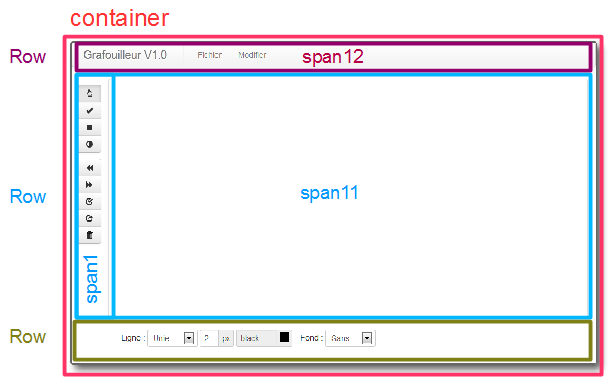 container
Row
Grafouilleur V1.0 Fichier Modifier span12
Row
span11
span1
Row
Ligne : Unie 2 px black Fond : Sans